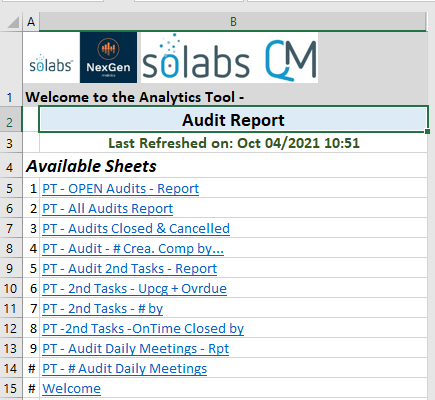 A B
solabs NexGen solabs QM
1 Welcome to the Analytics Tool -
2 Audit Report
3 Last Refreshed on: Oct 04/2021 10:51
4 Available Sheets
5 1 PT - OPEN Audits - Report
6 2 PT - All Audits Report
7 3 PT - Audits Closed & Cancelled
8 4 PT - Audit - # Crea. Comp by...
9 5 PT - Audit 2nd Tasks - Report
10 6 PT - 2nd Tasks - Upcg + Ovrdue
11 7 PT - 2nd Tasks - # by
12 8 PT -2nd Tasks -OnTime Closed by
13 9 PT - Audit Daily Meetings - Rpt
14 # PT - # Audit Daily Meetings
15 # Welcome